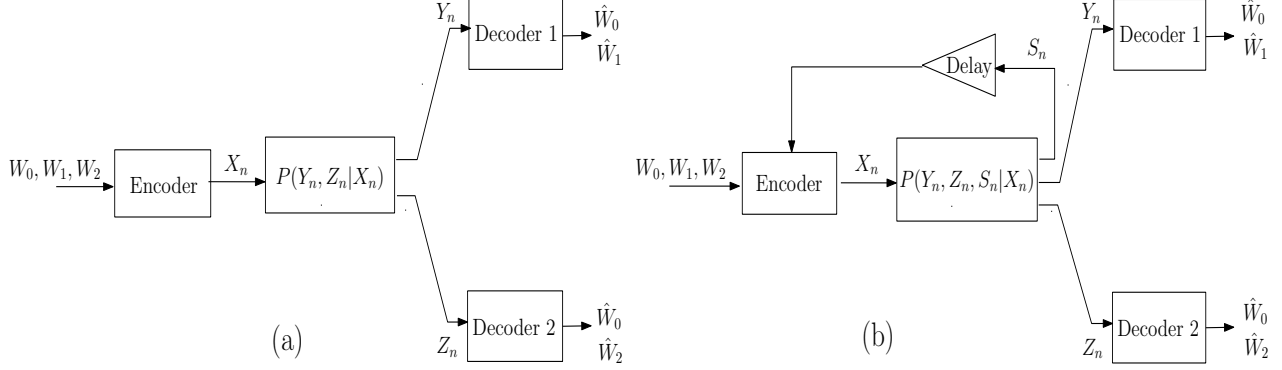 Y_n
Decoder 1
Ŵ_0
Ŵ_1
W_0, W_1, W_2
Encoder
X_n
P(Y_n, Z_n|X_n)
Z_n
Decoder 2
Ŵ_0
Ŵ_2
(a)
Y_n
Decoder 1
Ŵ_0
Ŵ_1
S_n
Delay
W_0, W_1, W_2
Encoder
X_n
P(Y_n, Z_n, S_n|X_n)
Z_n
Decoder 2
Ŵ_0
Ŵ_2
(b)